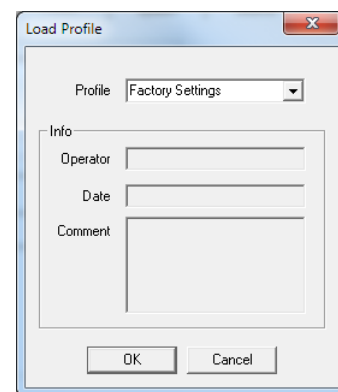 Load Profile
Profile Factory Settings
Info
Operator
Date
Comment
OK Cancel